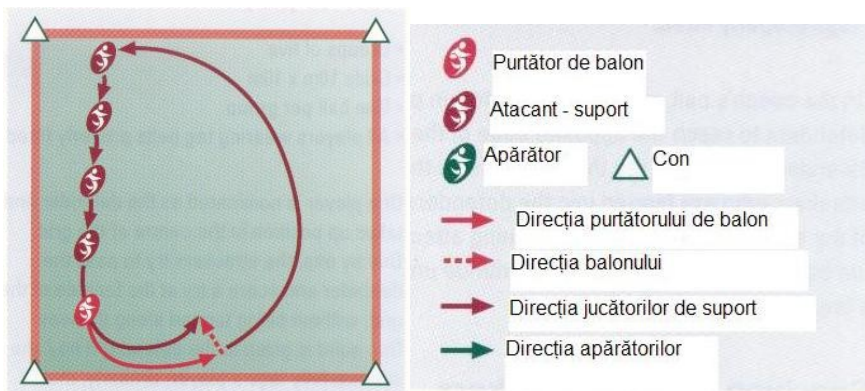 Purtător de balon
Atacant - suport
Apărător
Con
Direcția purtătorului de balon
Direcția balonului
Direcția jucătorilor de suport
Direcția apărătorilor